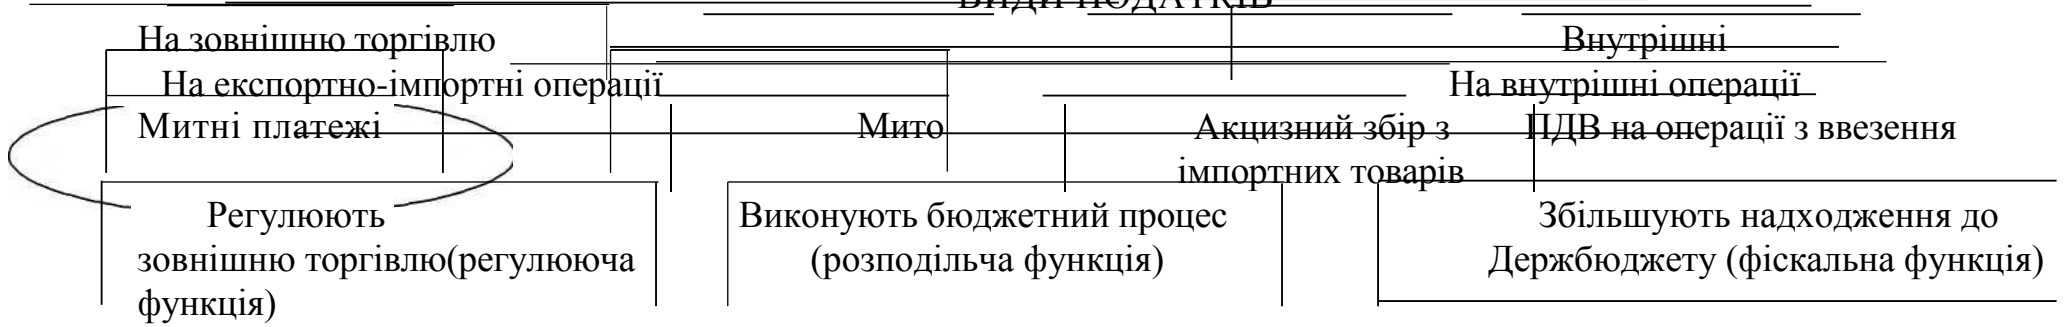 ВИДИ ПОДАТКІВ
На зовнішню торгівлю Внутрішні
На експортно-імпортні операції На внутрішні операції
Митні платежі Мито Акцизний збір з ПДВ на операції з ввезення
імпортних товарів
Регулюють Виконують бюджетний процес Збільшують надходження до
зовнішню торгівлю(регулююча (розподільча функція) Держбюджету (фіскальна функція)
функція)